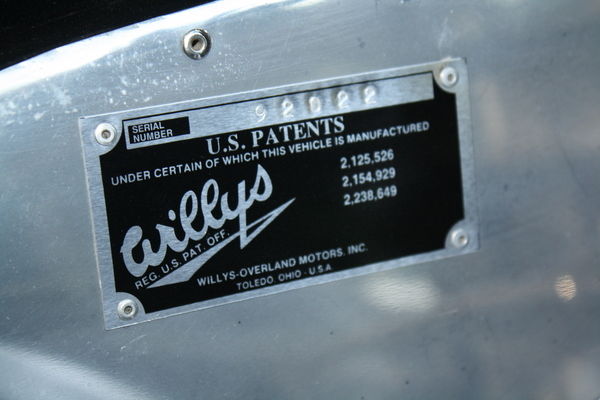 SERIAL NUMBER 92022
U.S. PATENTS
UNDER CERTAIN OF WHICH THIS VEHICLE IS MANUFACTURED
2,125,526
2,154,929
2,238,649
Willys
REG. U.S. PAT. OFF.
WILLYS-OVERLAND MOTORS, INC.
TOLEDO, OHIO - U.S.A